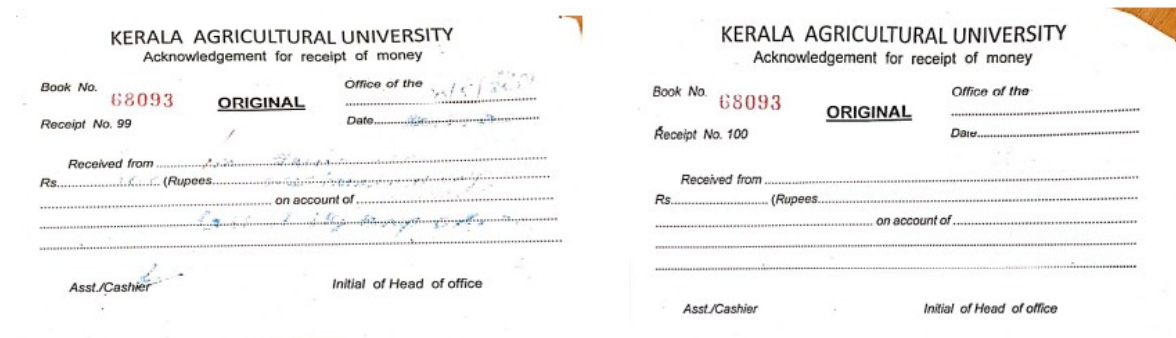 KERALA AGRICULTURAL UNIVERSITY
Acknowledgement for receipt of money
Book No. 68093
ORIGINAL
Office of the
Receipt No. 99
Date
Received from
Rs. (Rupees
on account of
Asst./Cashier
Initial of Head of office
KERALA AGRICULTURAL UNIVERSITY
Acknowledgement for receipt of money
Book No. 68093
ORIGINAL
Office of the
Receipt No. 100
Date
Received from
Rs. (Rupees
on account of
Asst./Cashier
Initial of Head of office